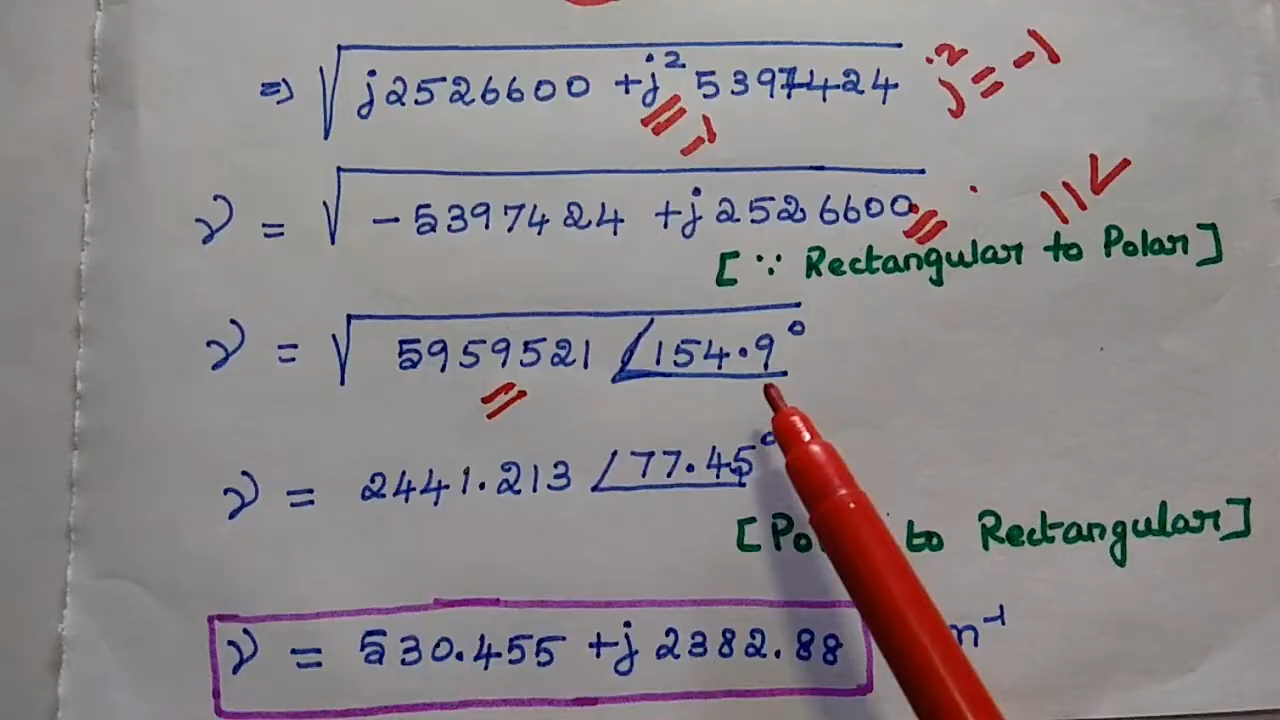 ⇒ √ j2526600 + j² 5397424 j² = -1
= -1
γ = √ -5397424 + j2526600
[∵ Rectangular to Polar]
γ = √ 5959521 ∠154.9°
γ = 2441.213 ∠77.45°
[Po to Rectangular]
γ = 530.455 + j2382.88